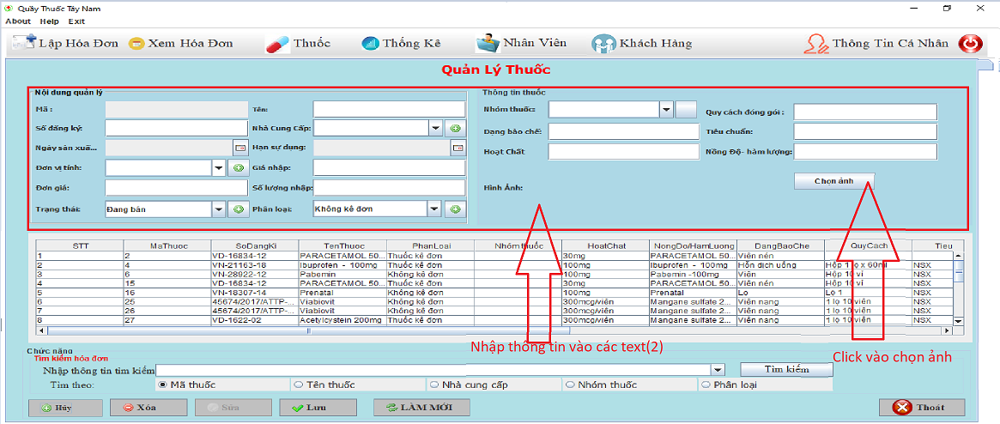 Quầy Thuốc Tây Nam
About Help Exit
Lập Hóa Đơn Xem Hóa Đơn Thuốc Thống Kê Nhân Viên Khách Hàng Thông Tin Cá Nhân
Quản Lý Thuốc
Nội dung quản lý Thông tin thuốc
Mã : Tên: Nhóm thuốc: Quy cách đóng gói :
Số đăng ký: Nhà Cung Cấp: Dạng bào chế: Tiêu chuẩn:
Ngày sản xuấ... Hạn sự dụng: Hoạt Chất Nồng Độ- hàm lượng:
Đơn vị tính: Giá nhập:
Đơn giá: Số lượng nhập: Hình Ảnh: Chọn ảnh
Trạng thái: Đang bán Phân loại: Không kê đơn
STT MaThuoc SoDangKi TenThuoc PhanLoai Nhóm thuốc HoatChat NongDo/HamLuong DangBaoChe QuyCach Tieu
1 2 VD-16834-12 PARACETAMOL 50... Thuốc kê đơn 30mg PARACETAMOL 50... Viên nén
2 4 VN-21163-18 Ibuprofen - 100mg Thuốc kê đơn 100mg Ibuprofen - 100mg Hỗn dịch uống Hộp 1 lọ x 60ml NSX
3 6 VN-28922-12 Pabemin Không kê đơn 100mg Pabemin -100mg Viên Hộp 10 vỉ NSX
4 15 VD-16834-12 PARACETAMOL 50... Không kê đơn 30mg PARACETAMOL 50... Viên nén Hộp 10 vỉ NSX
5 16 VN-18307-14 Prenatal Không kê đơn 100mg Prenatal Lọ Lọ 1 NSX
6 25 45674/2017/ATTP-... Viabiovit Không kê đơn 300mcg/viên Mangane sulfate 2... Viên nang 1 lọ 10 viên NSX
7 26 45674/2017/ATTP-... Viabiovit Không kê đơn 300mcg/viên Mangane sulfate 2... Viên nang 1 lọ 10 viên NSX
8 27 VD-1622-02 Acetylcystein 200mg Thuốc kê đơn 300mcg/viên Mangane sulfate 2... Viên nang 1 lọ 10 viên NSX
Nhập thông tin vào các text(2)
Click vào chọn ảnh
Chức năng
Tìm kiếm hóa đơn
Nhập thông tin tìm kiếm Tìm kiếm
Tìm theo: Mã thuốc Tên thuốc Nhà cung cấp Nhóm thuốc Phân loại
Hủy Xóa Sửa Lưu LÀM MỚI Thoát